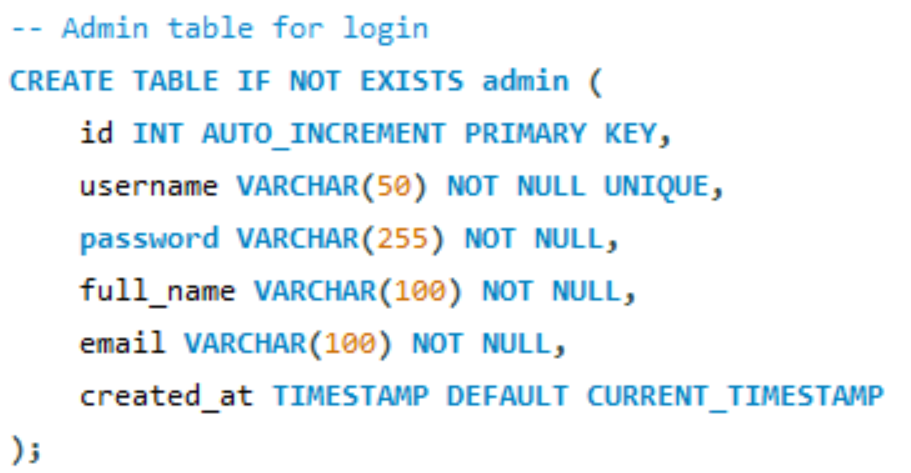 -- Admin table for login
CREATE TABLE IF NOT EXISTS admin (
    id INT AUTO_INCREMENT PRIMARY KEY,
    username VARCHAR(50) NOT NULL UNIQUE,
    password VARCHAR(255) NOT NULL,
    full_name VARCHAR(100) NOT NULL,
    email VARCHAR(100) NOT NULL,
    created_at TIMESTAMP DEFAULT CURRENT_TIMESTAMP
);